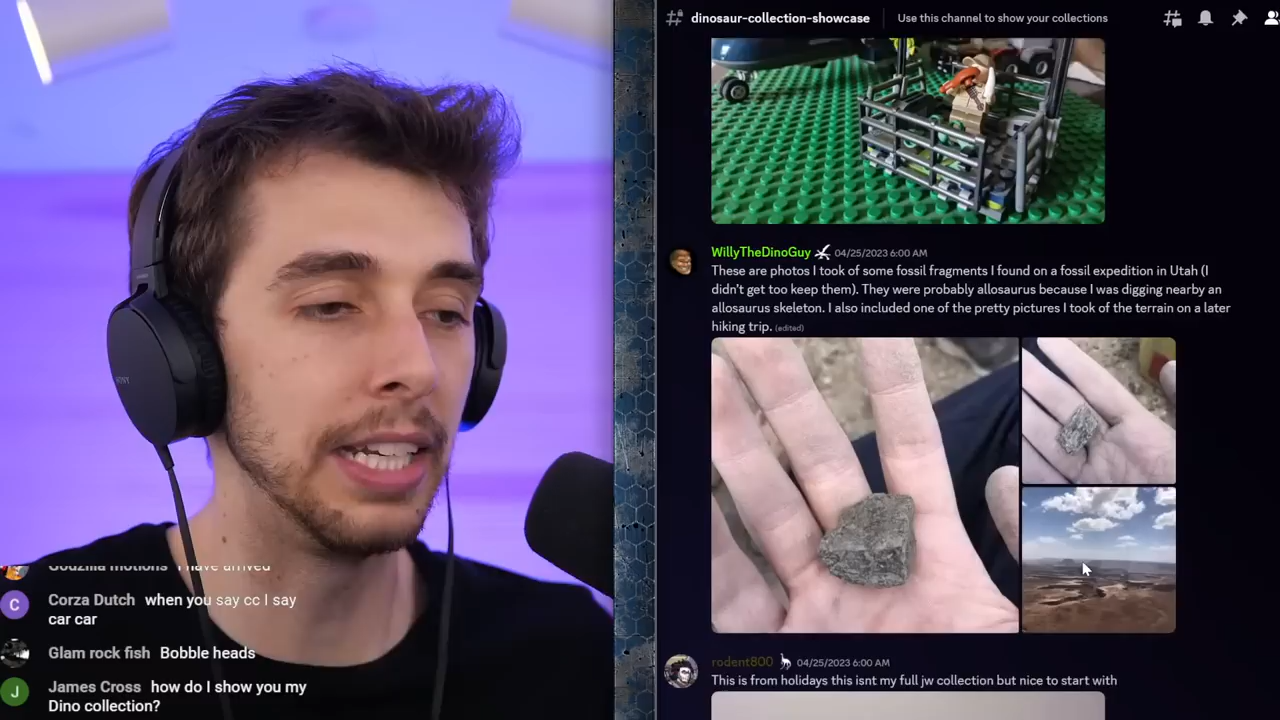 dinosaur-collection-showcase
Use this channel to show your collections
WillyTheDinoGuy 04/25/2023 6:00 AM
These are photos I took of some fossil fragments I found on a fossil expedition in Utah (I
didn't get too keep them). They were probably allosaurus because I was digging nearby an
allosaurus skeleton. I also included one of the pretty pictures I took of the terrain on a later
hiking trip. (edited)
rodent800 04/25/2023 6:00 AM
This is from holidays this isnt my full jw collection but nice to start with
SONY
Godzilla motions I have arrived
C
Corza Dutch when you say cc I say
car car
Glam rock fish Bobble heads
J
James Cross how do I show you my
Dino collection?